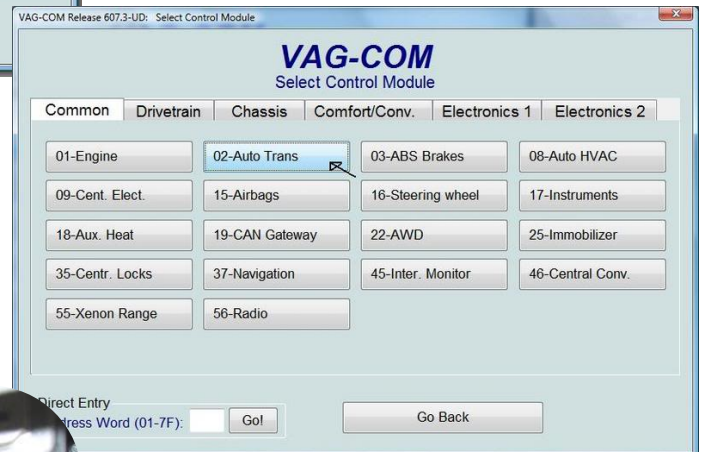 VAG-COM Release 607.3-UD: Select Control Module
VAG-COM
Select Control Module
Common Drivetrain Chassis Comfort/Conv. Electronics 1 Electronics 2
01-Engine 02-Auto Trans 03-ABS Brakes 08-Auto HVAC
09-Cent. Elect. 15-Airbags 16-Steering wheel 17-Instruments
18-Aux. Heat 19-CAN Gateway 22-AWD 25-Immobilizer
35-Centr. Locks 37-Navigation 45-Inter. Monitor 46-Central Conv.
55-Xenon Range 56-Radio
Direct Entry
Word (01-7F): Go! Go Back